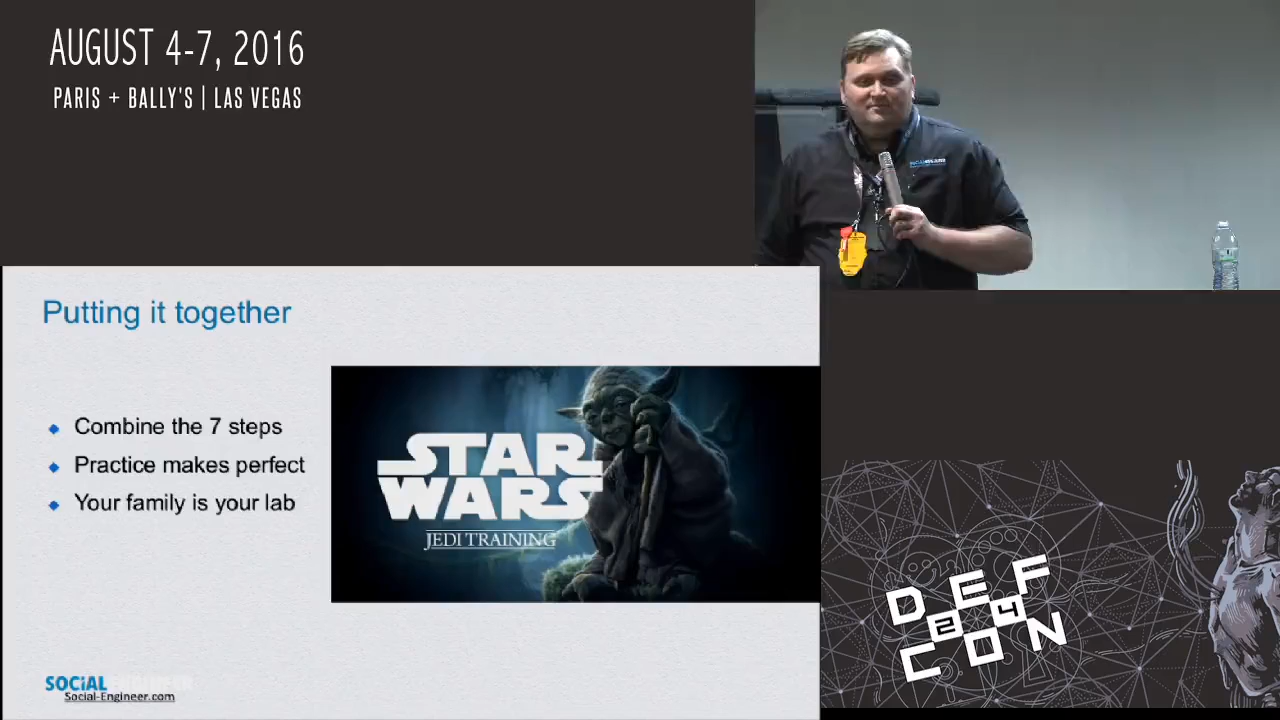 AUGUST 4-7, 2016
PARIS + BALLY'S | LAS VEGAS
Putting it together
Combine the 7 steps
Practice makes perfect
Your family is your lab
STAR
WARS
JEDI TRAINING
SOCIAL
Social-Engineer.com
DEF
24
CON